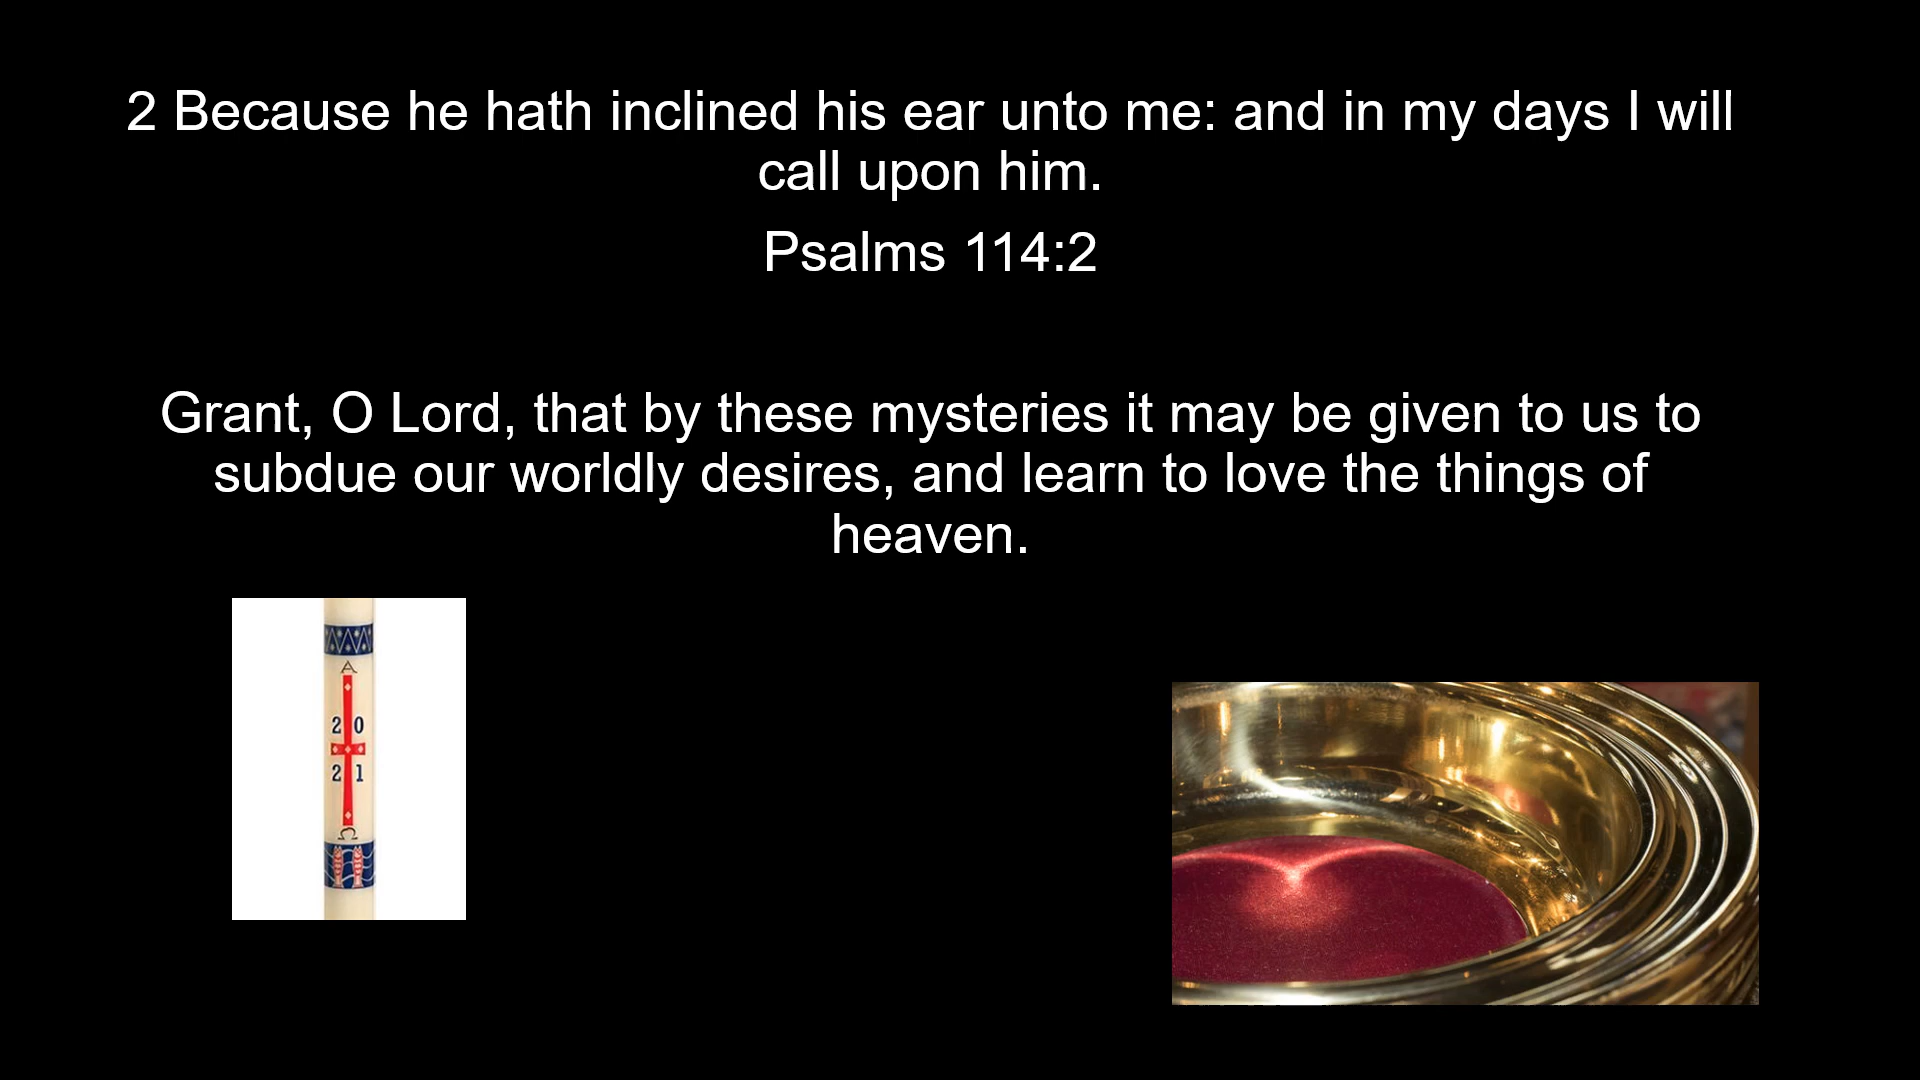 2 Because he hath inclined his ear unto me: and in my days I will
call upon him.
Psalms 114:2
Grant, O Lord, that by these mysteries it may be given to us to
subdue our worldly desires, and learn to love the things of
heaven.
A
2 0
2 1